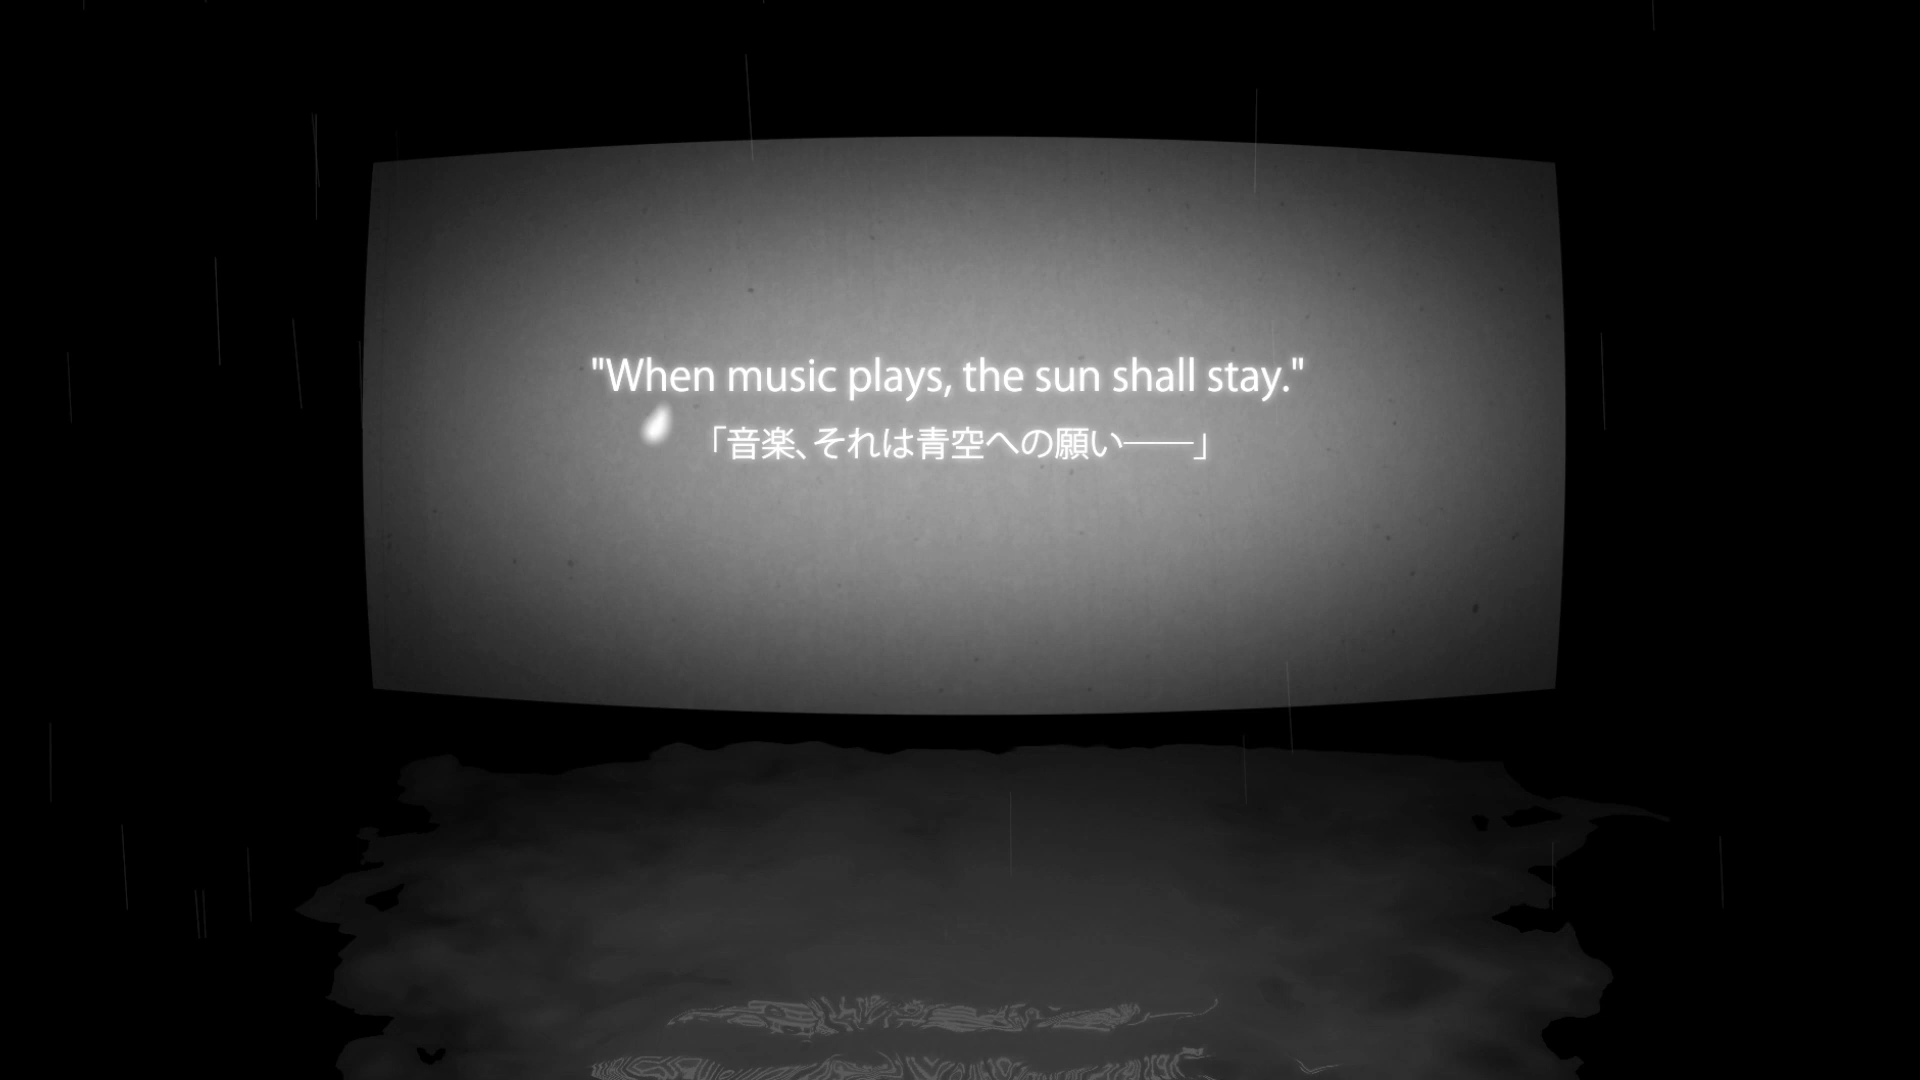 "When music plays, the sun shall stay."
「音楽、それは青空への願い——」